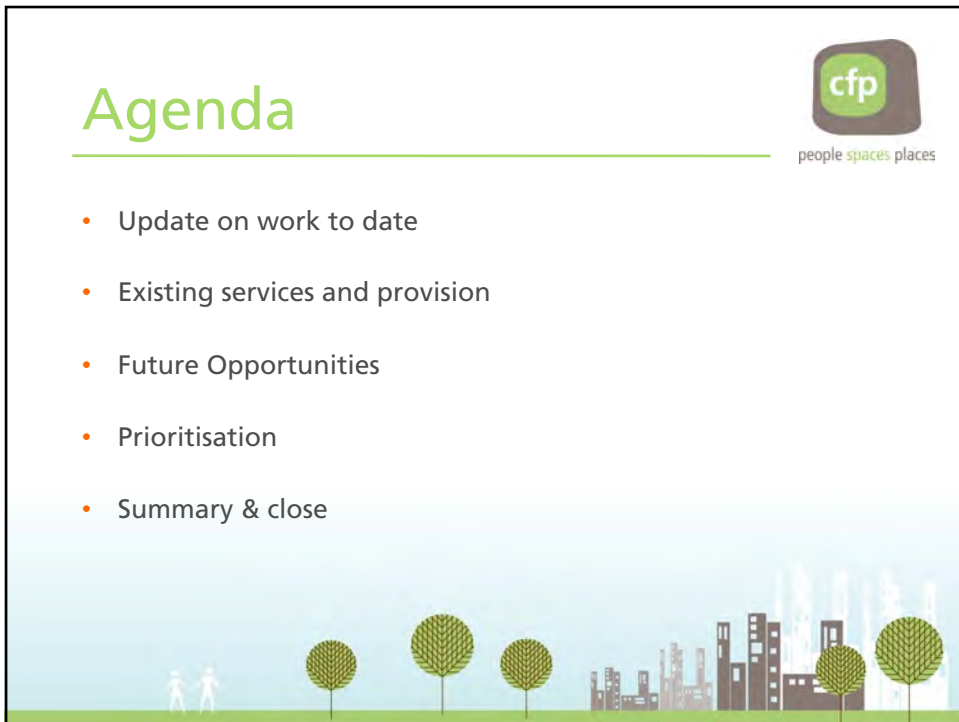 Agenda
cfp
people spaces places
• Update on work to date
• Existing services and provision
• Future Opportunities
• Prioritisation
• Summary & close